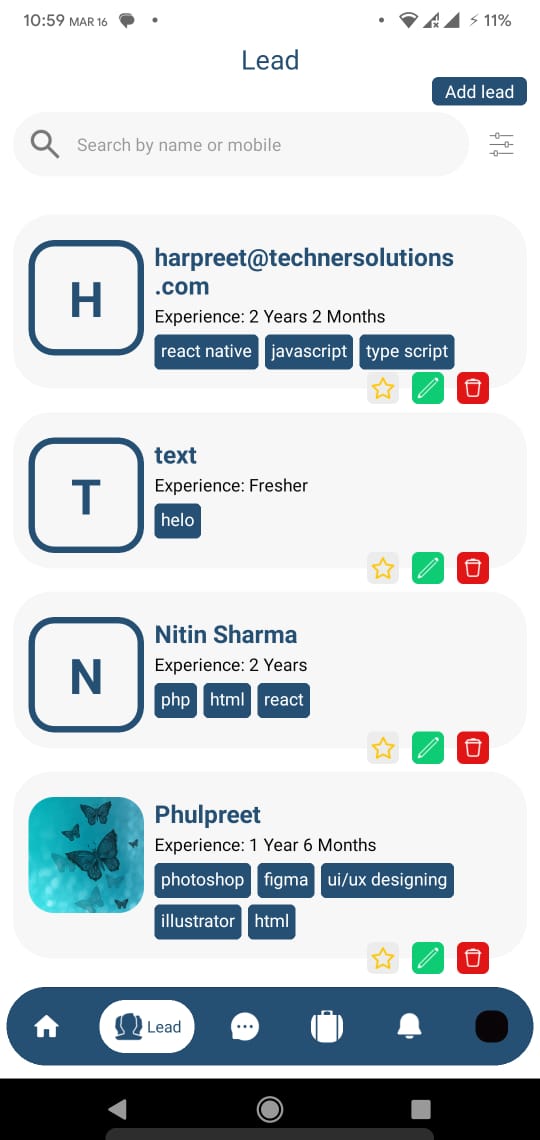 10:59 MAR 16 11%
Lead
Add lead
Search by name or mobile
H
harpreet@technersolutions
.com
Experience: 2 Years 2 Months
react native javascript type script
T
text
Experience: Fresher
helo
N
Nitin Sharma
Experience: 2 Years
php html react
Phulpreet
Experience: 1 Year 6 Months
photoshop figma ui/ux designing
illustrator html
Lead